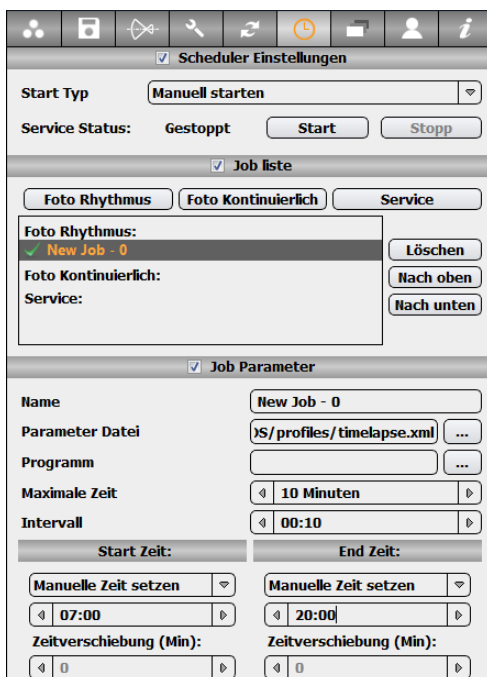 Scheduler Einstellungen
Start Typ Manuell starten
Service Status: Gestoppt Start Stopp
Job liste
Foto Rhythmus Foto Kontinuierlich Service
Foto Rhythmus:
New Job - 0
Löschen
Foto Kontinuierlich:
Nach oben
Service:
Nach unten
Job Parameter
Name New Job - 0
Parameter Datei )S/profiles/timelapse.xml ...
Programm ...
Maximale Zeit 10 Minuten
Intervall 00:10
Start Zeit: End Zeit:
Manuelle Zeit setzen Manuelle Zeit setzen
07:00 20:00
Zeitverschiebung (Min): Zeitverschiebung (Min):
0 0